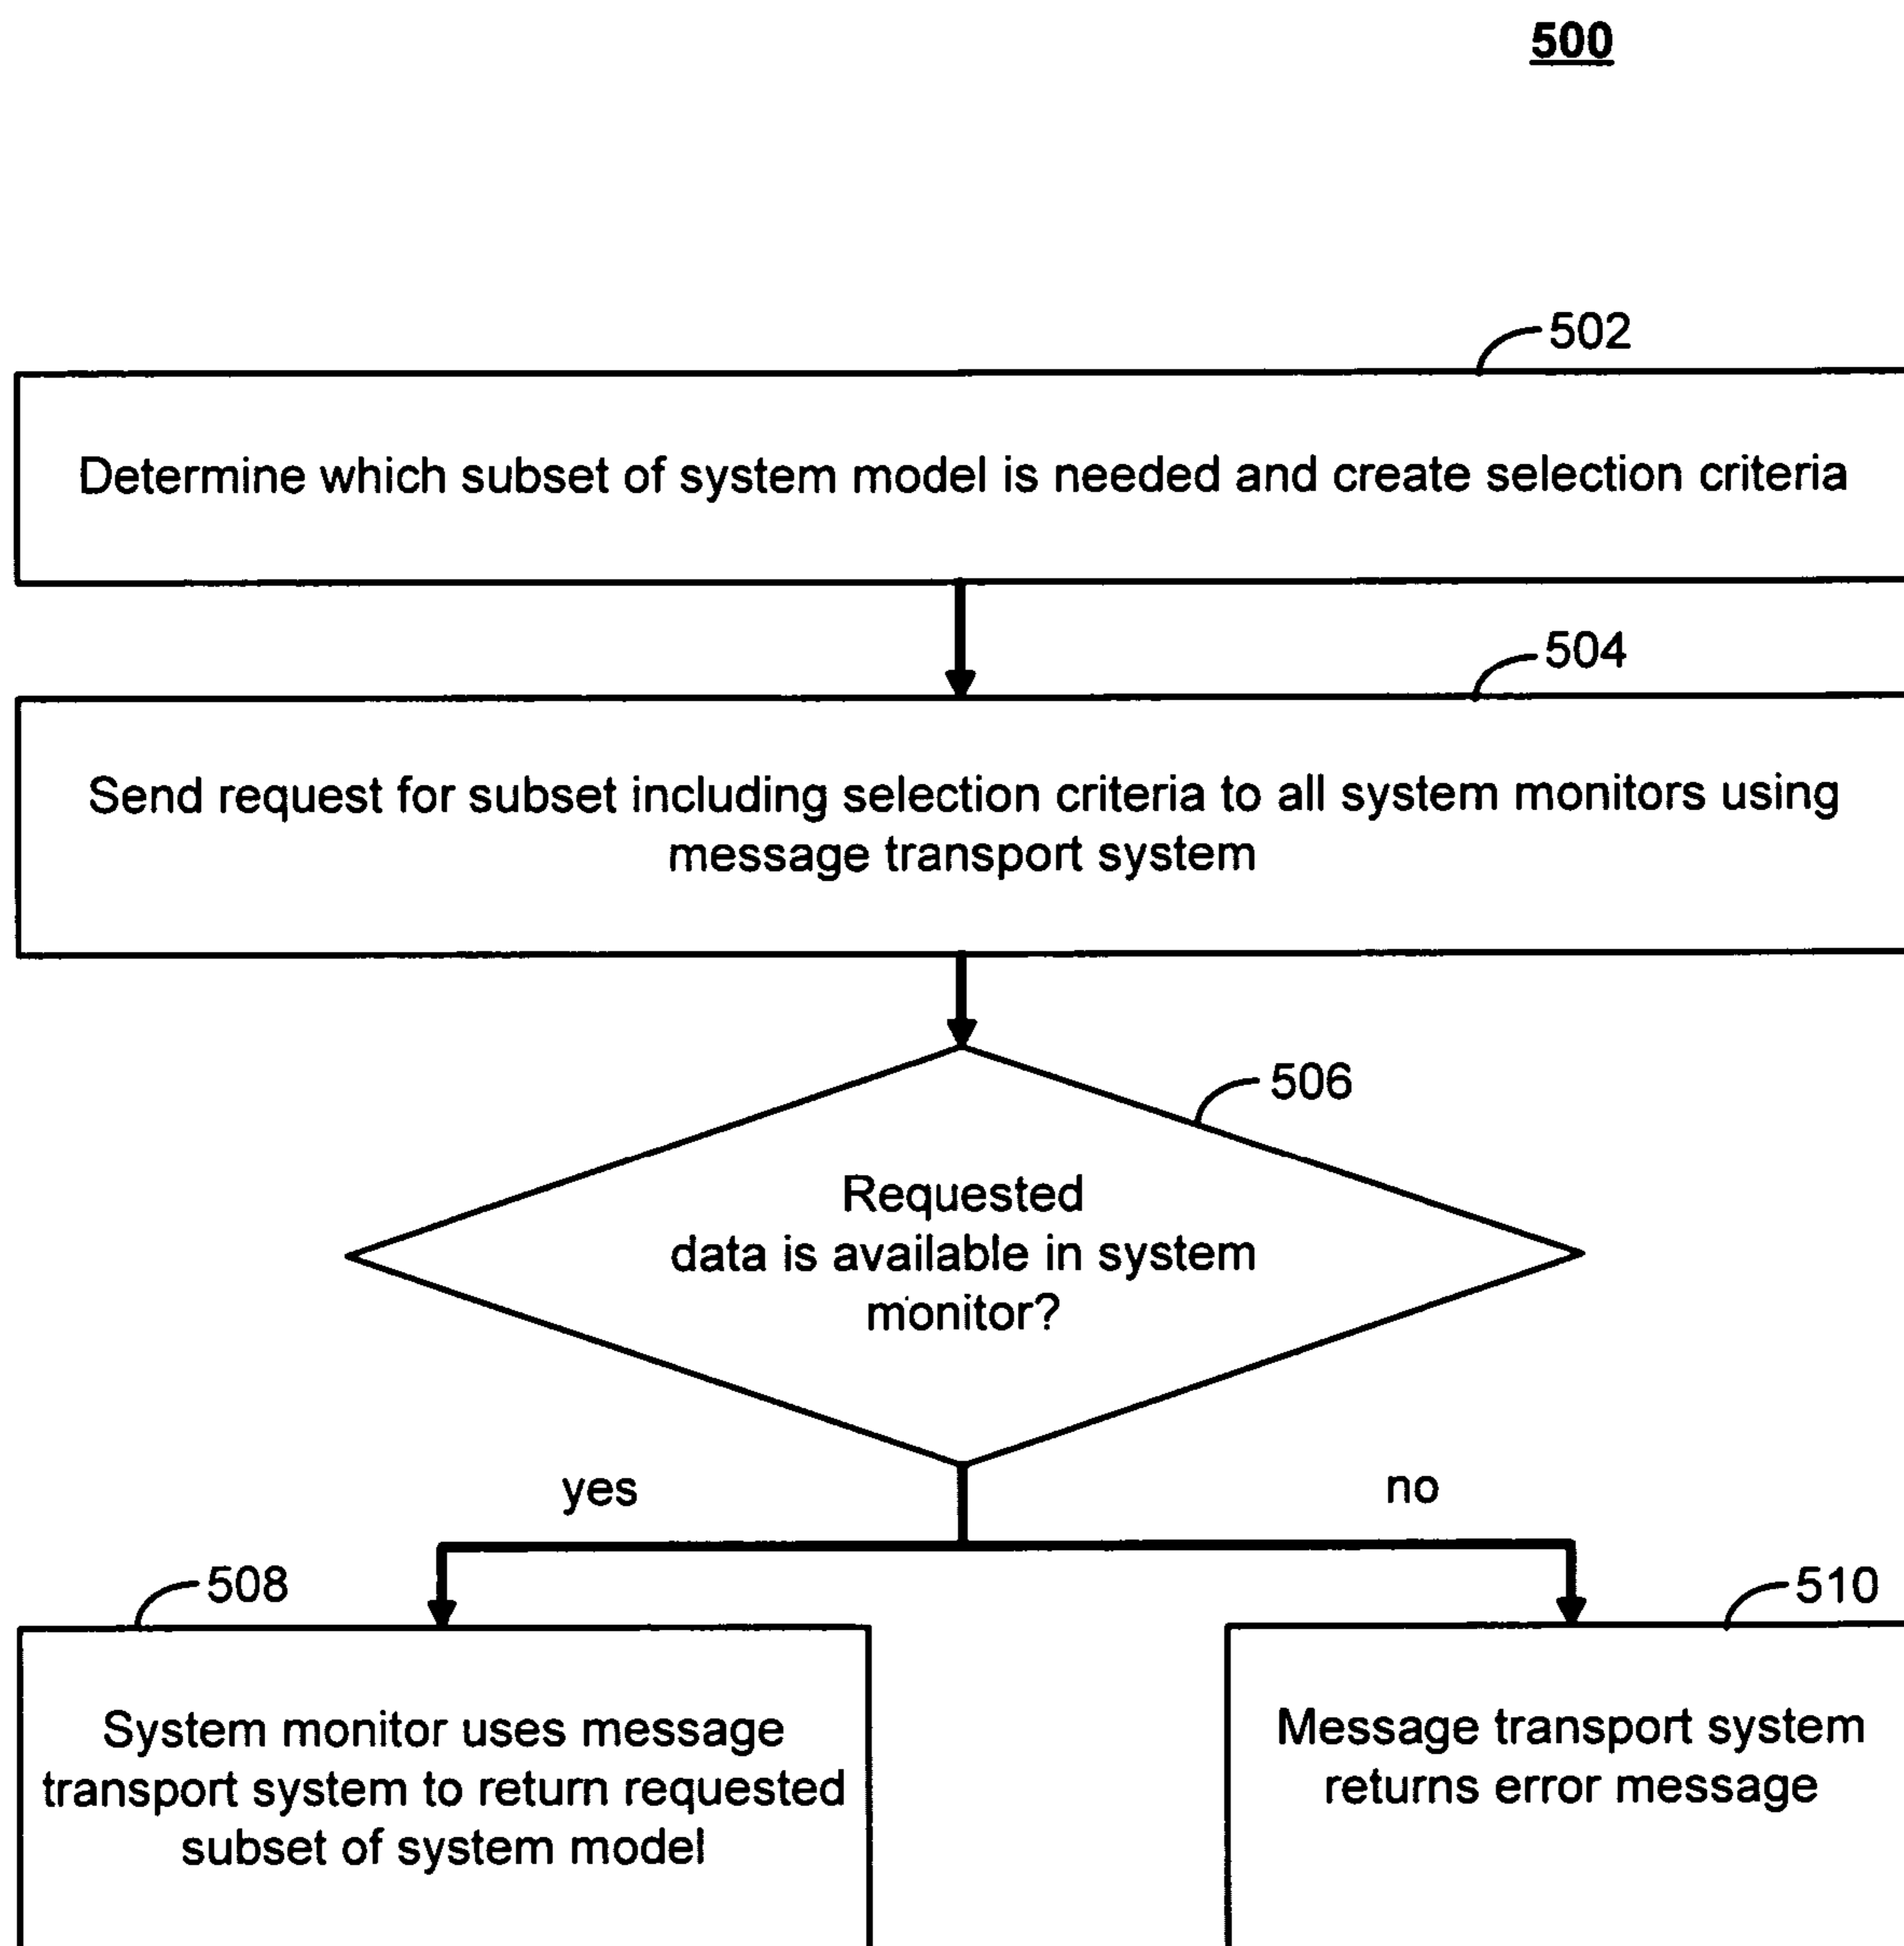 500
502
Determine which subset of system model is needed and create selection criteria
504
Send request for subset including selection criteria to all system monitors using
message transport system
506
Requested
data is available in system
monitor?
yes
no
508
510
System monitor uses message
transport system to return requested
subset of system model
Message transport system
returns error message